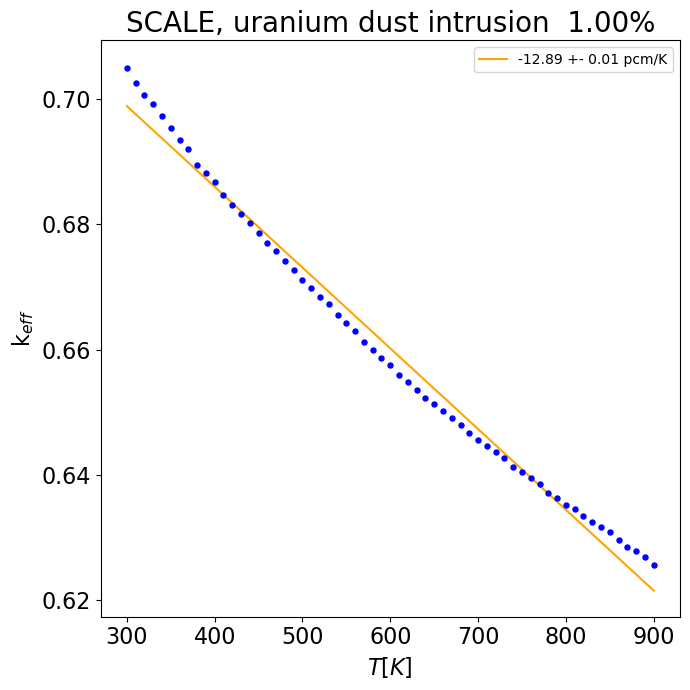 SCALE, uranium dust intrusion 1.00%
-12.89 +- 0.01 pcm/K
0.70
0.68
0.66
0.64
0.62
k_eff
300 400 500 600 700 800 900
T[K]